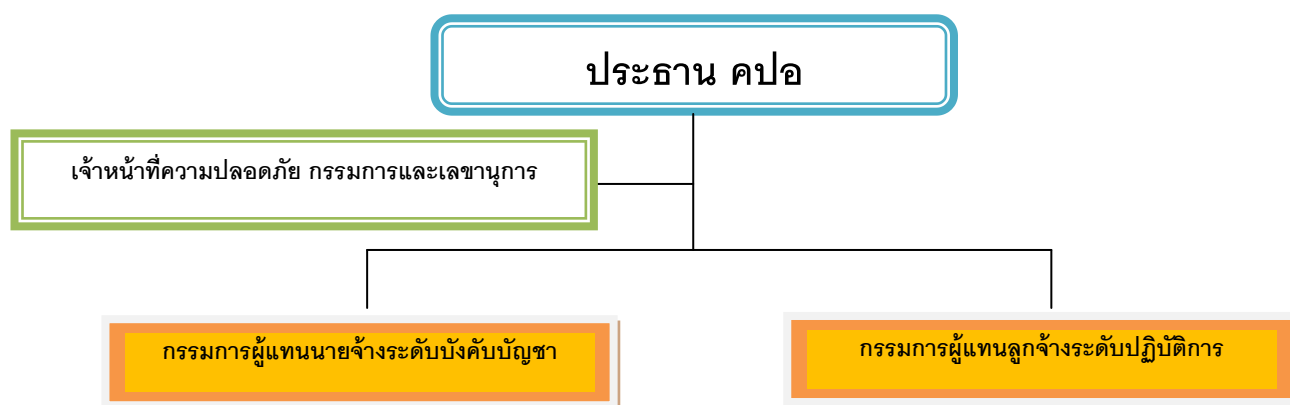 ประธาน คปอ
เจ้าหน้าที่ความปลอดภัย กรรมการและเลขานุการ
กรรมการผู้แทนนายจ้างระดับบังคับบัญชา
กรรมการผู้แทนลูกจ้างระดับปฏิบัติการ